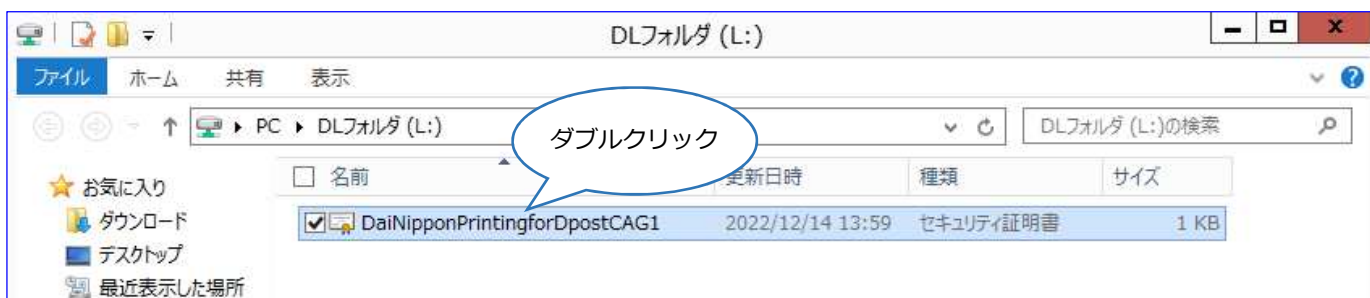 DLフォルダ (L:)
ファイル ホーム 共有 表示
PC ▸ DLフォルダ (L:)
DLフォルダ (L:)の検索
ダブルクリック
お気に入り
ダウンロード
デスクトップ
最近表示した場所
名前 更新日時 種類 サイズ
DaiNipponPrintingforDpostCAG1 2022/12/14 13:59 セキュリティ証明書 1 KB